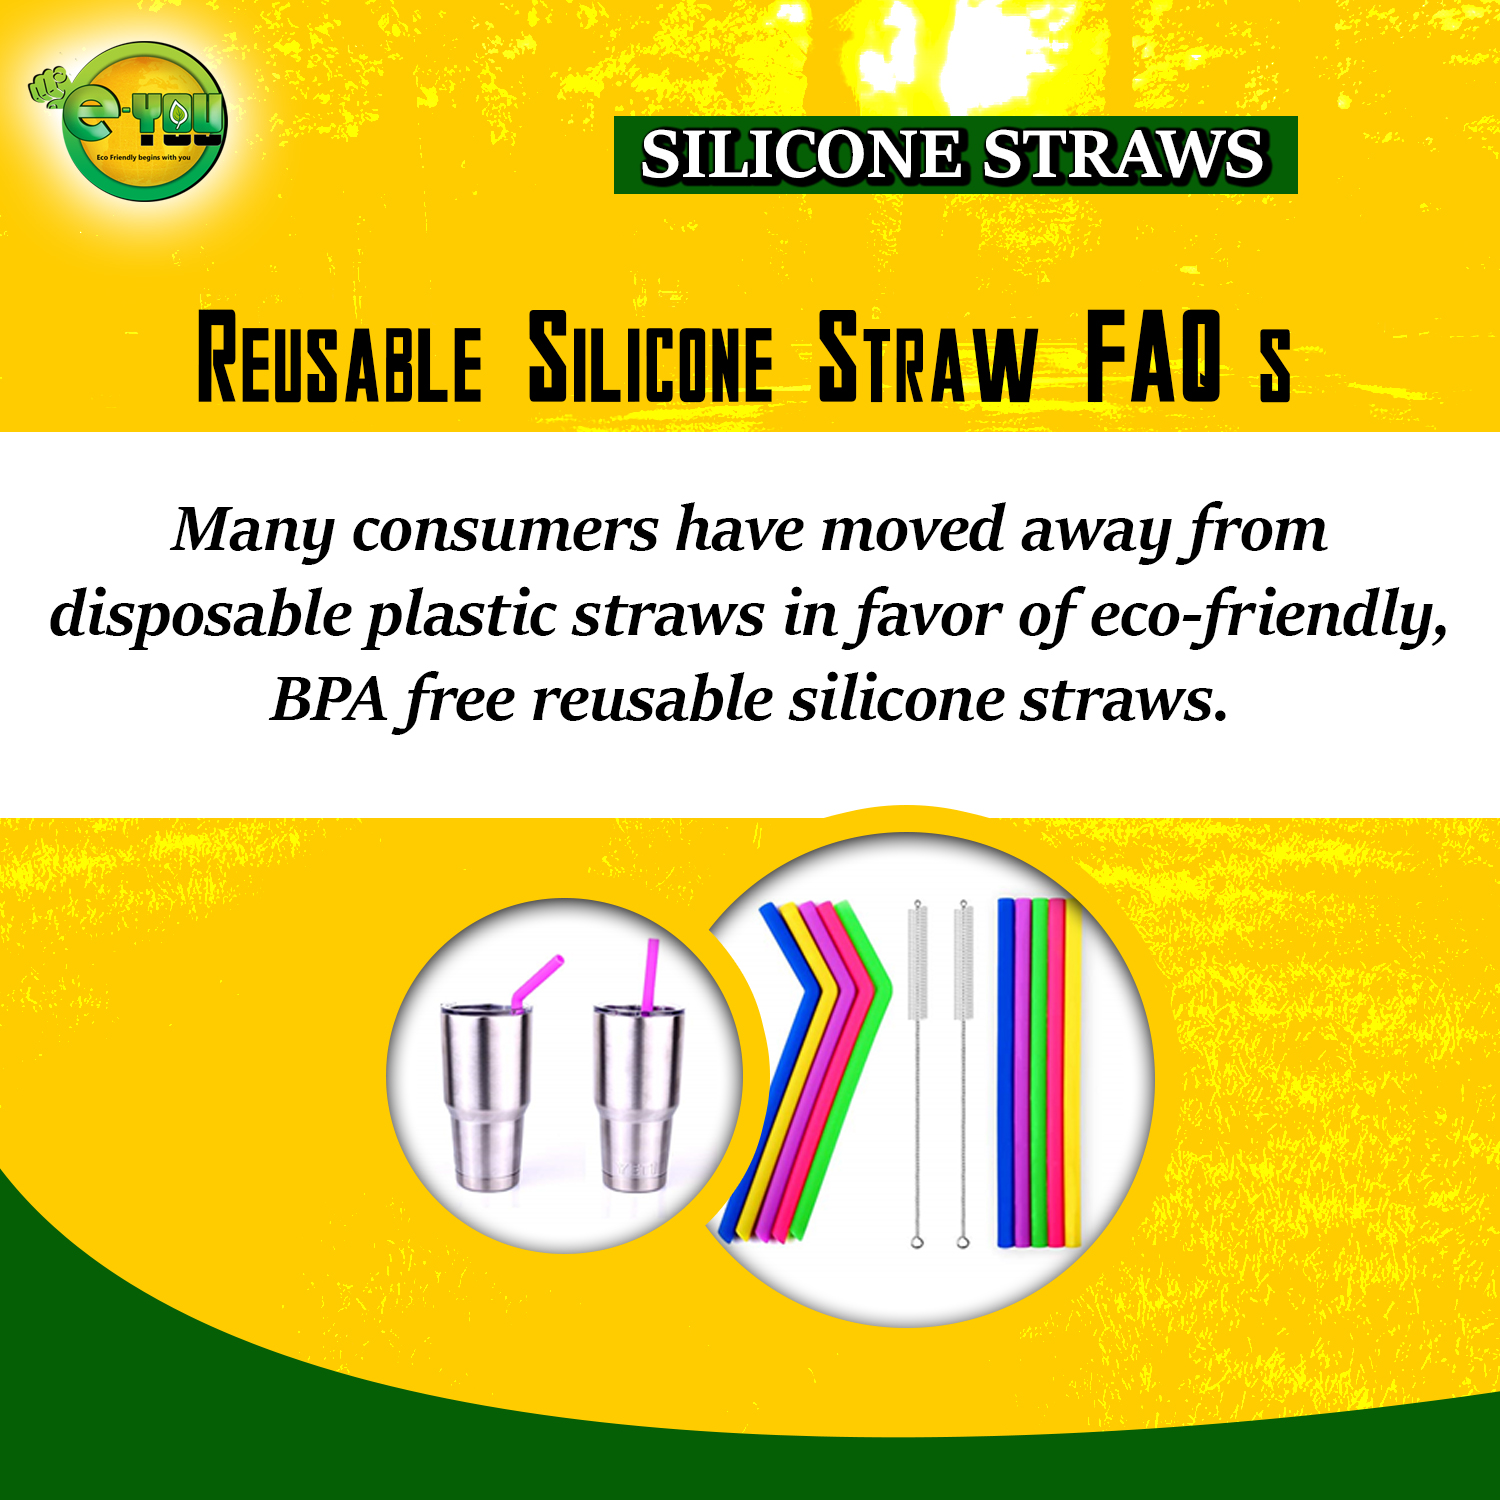 e-YOU
Eco Friendly begins with you
SILICONE STRAWS
REUSABLE SILICONE STRAW FAQ S
Many consumers have moved away from
disposable plastic straws in favor of eco-friendly,
BPA free reusable silicone straws.
YETI